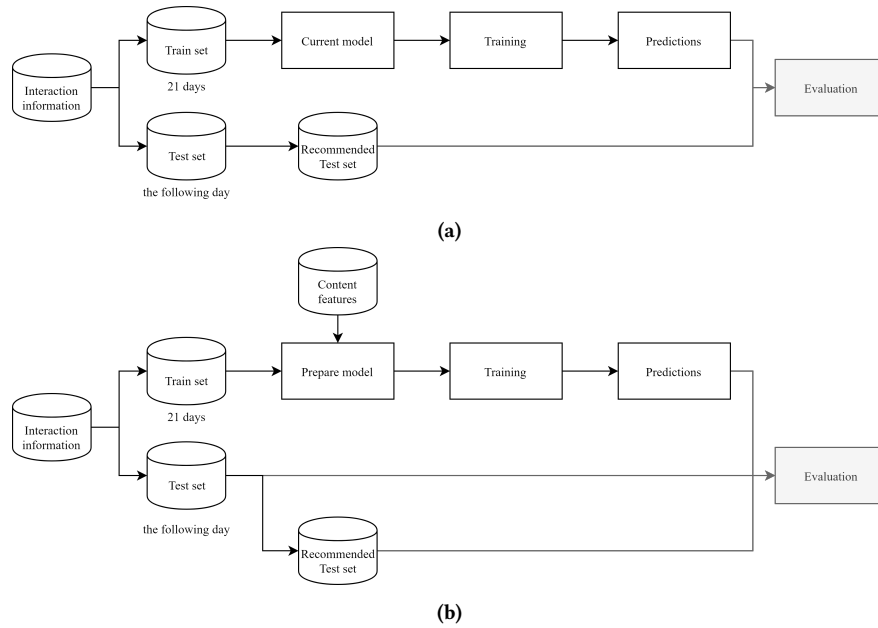 Interaction
information
Train set
21 days
Current model
Training
Predictions
Evaluation
Test set
the following day
Recommended
Test set
(a)
Content
features
Interaction
information
Train set
21 days
Prepare model
Training
Predictions
Evaluation
Test set
the following day
Recommended
Test set
(b)